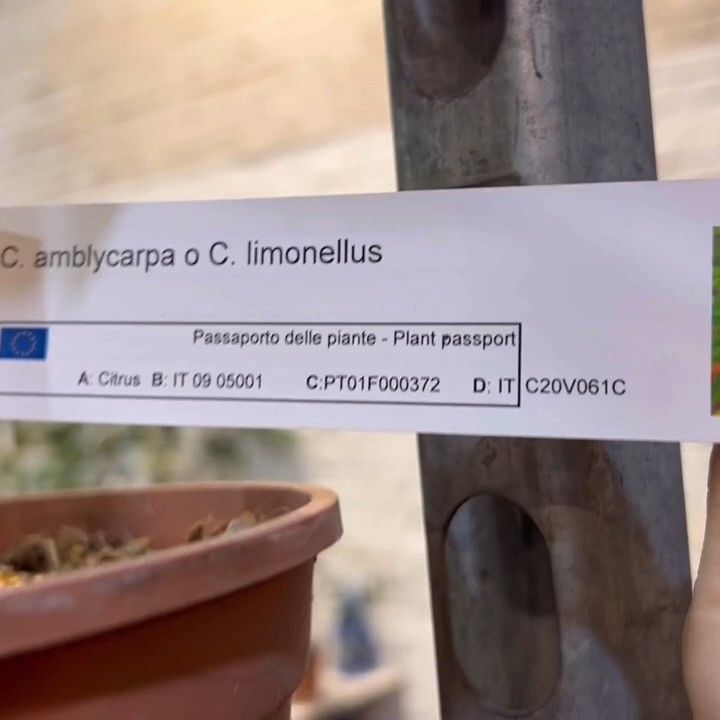 C. amblycarpa o C. limonellus
Passaporto delle piante - Plant passport
A: Citrus B: IT 09 05001 C:PT01F000372 D: IT C20V061C